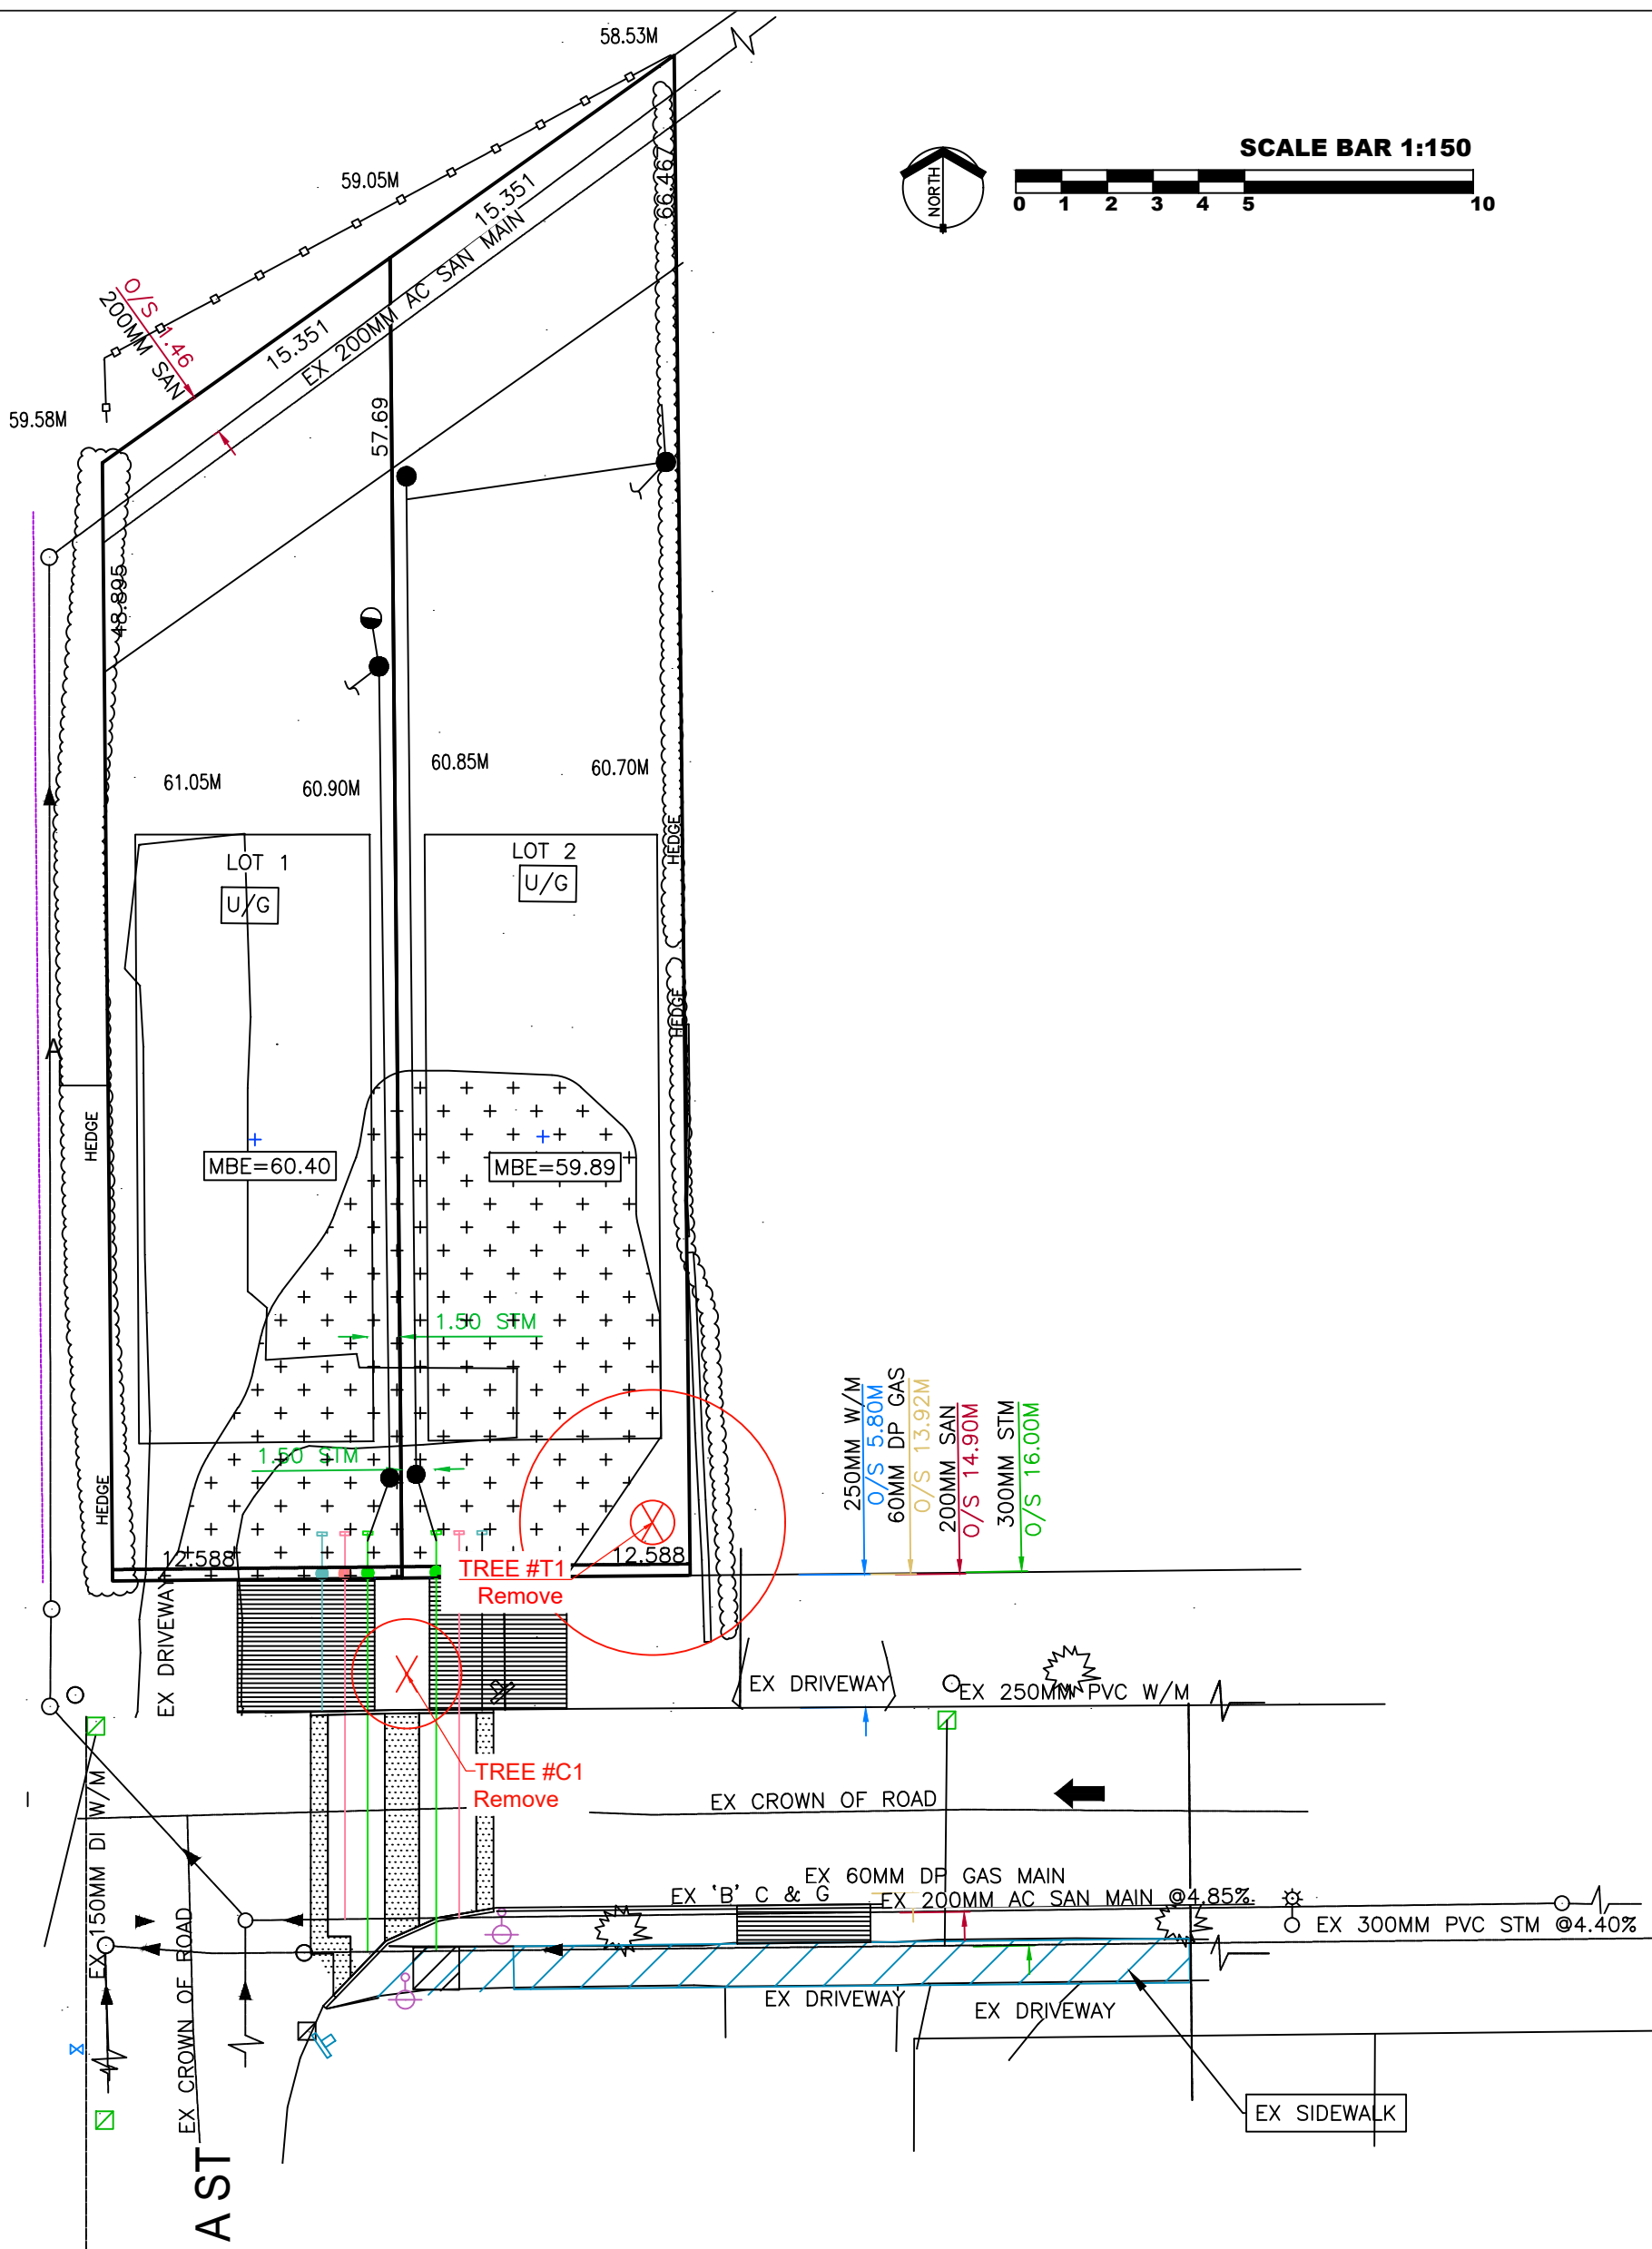 58.53M
SCALE BAR 1:150
NORTH
0 1 2 3 4 5 10
59.05M
66.467
15.351
EX 200MM AC SAN MAIN
O/S 1.46
200MM SAN
15.351
59.58M
57.69
48.895
61.05M
60.90M
60.85M
60.70M
HEDGE
LOT 1
U/G
LOT 2
U/G
HEDGE
A
HEDGE
MBE=60.40
MBE=59.89
1.50 STM
250MM W/M
O/S 5.80M
60MM DP GAS
O/S 13.92M
200MM SAN
O/S 14.90M
300MM STM
O/S 16.00M
1.50 STM
HEDGE
12.588
12.588
TREE #T1
Remove
EX DRIVEWAY
EX DRIVEWAY
EX 250MM PVC W/M
TREE #C1
Remove
EX CROWN OF ROAD
EX 150MM DI W/M
EX 60MM DP GAS MAIN
EX 'B' C & G
EX 200MM AC SAN MAIN @4.85%
EX 300MM PVC STM @4.40%
EX CROWN OF ROAD
EX DRIVEWAY
EX DRIVEWAY
EX SIDEWALK
A ST